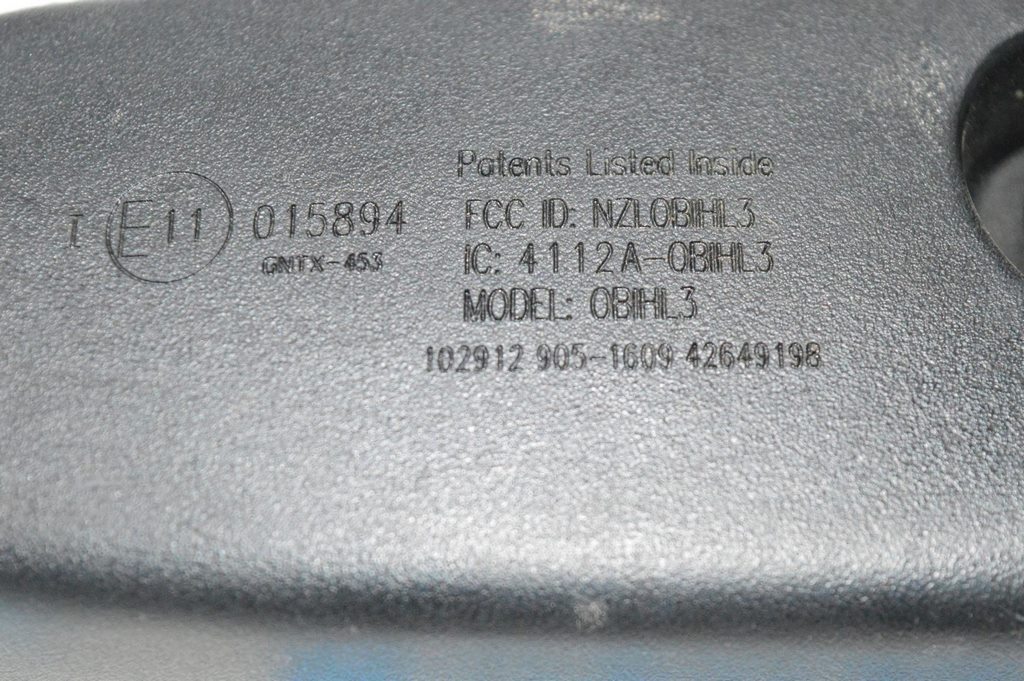 I E11 015894
GNTX-453
Patents Listed Inside
FCC ID: NZLOBIHL3
IC: 4112A-OBIHL3
MODEL: OBIHL3
102912 905-1609 42649198